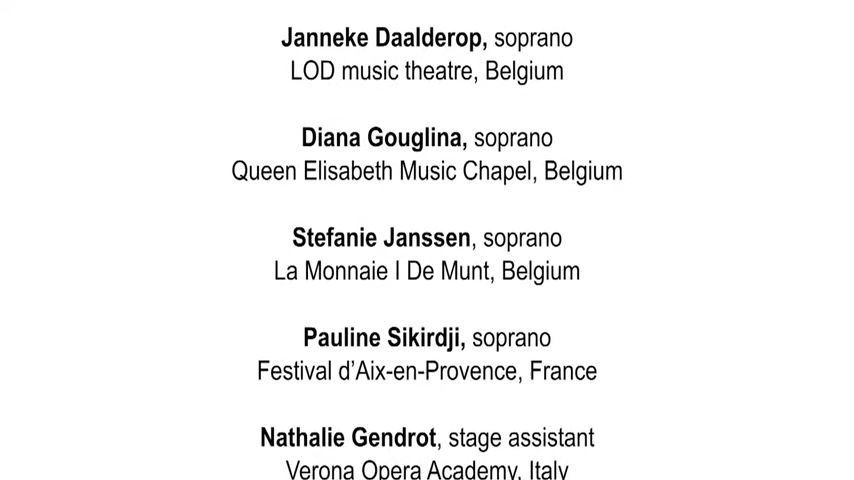 Janneke Daalderop, soprano
LOD music theatre, Belgium
Diana Gouglina, soprano
Queen Elisabeth Music Chapel, Belgium
Stefanie Janssen, soprano
La Monnaie I De Munt, Belgium
Pauline Sikirdji, soprano
Festival d’Aix-en-Provence, France
Nathalie Gendrot, stage assistant
Verona Opera Academy, Italy